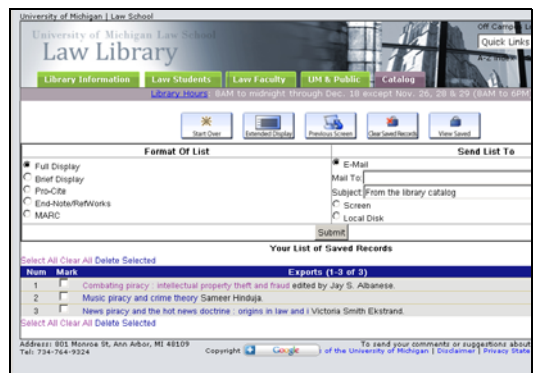 University of Michigan | Law School
University of Michigan Law School
Law Library
Off Campus
Quick Links
A-Z Index
Library Information
Law Students
Law Faculty
UM & Public
Catalog
Library Hours: 8AM to midnight through Dec. 18 except Nov. 26, 28 & 29 (8AM to 6PM
Start Over
Extended Display
Previous Screen
Clear Saved Records
View Saved
Format Of List
Send List To
Full Display
Brief Display
Pro-Cite
End-Note/RefWorks
MARC
E-Mail
Mail To:
Subject: From the library catalog
Screen
Local Disk
Submit
Your List of Saved Records
Select All Clear All Delete Selected
Num Mark Exports (1-3 of 3)
1 Combating piracy : intellectual property theft and fraud edited by Jay S. Albanese.
2 Music piracy and crime theory Sameer Hinduja.
3 News piracy and the hot news doctrine : origins in law and i Victoria Smith Ekstrand.
Select All Clear All Delete Selected
Address: 801 Monroe St, Ann Arbor, MI 48109
To send your comments or suggestions about
Tel: 734-764-9324
Copyright Google of the University of Michigan | Disclaimer | Privacy State